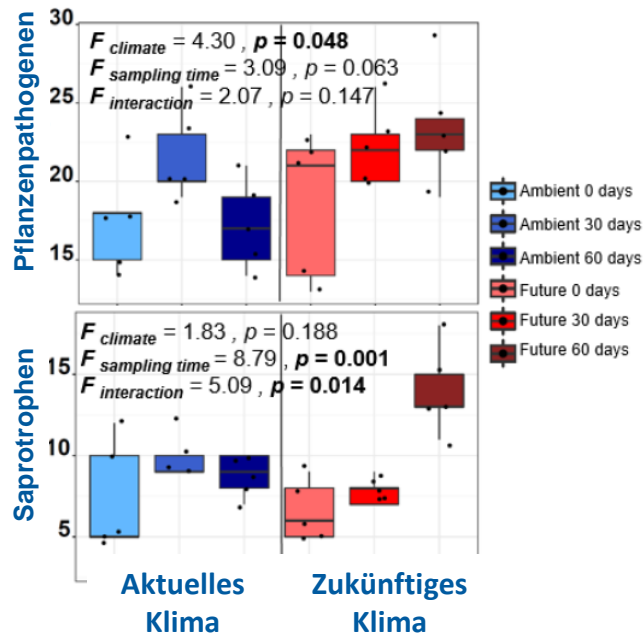 Pflanzenpathogenen
30
25
20
15
F climate = 4.30 , p = 0.048
F sampling time = 3.09 , p = 0.063
F interaction = 2.07 , p = 0.147
Saprotrophen
15
10
5
F climate = 1.83 , p = 0.188
F sampling time = 8.79 , p = 0.001
F interaction = 5.09 , p = 0.014
Ambient 0 days
Ambient 30 days
Ambient 60 days
Future 0 days
Future 30 days
Future 60 days
Aktuelles
Klima
Zukünftiges
Klima